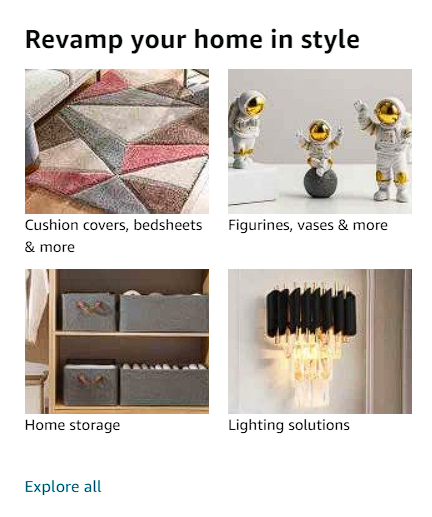 Revamp your home in style
Cushion covers, bedsheets
& more
Figurines, vases & more
Home storage
Lighting solutions
Explore all